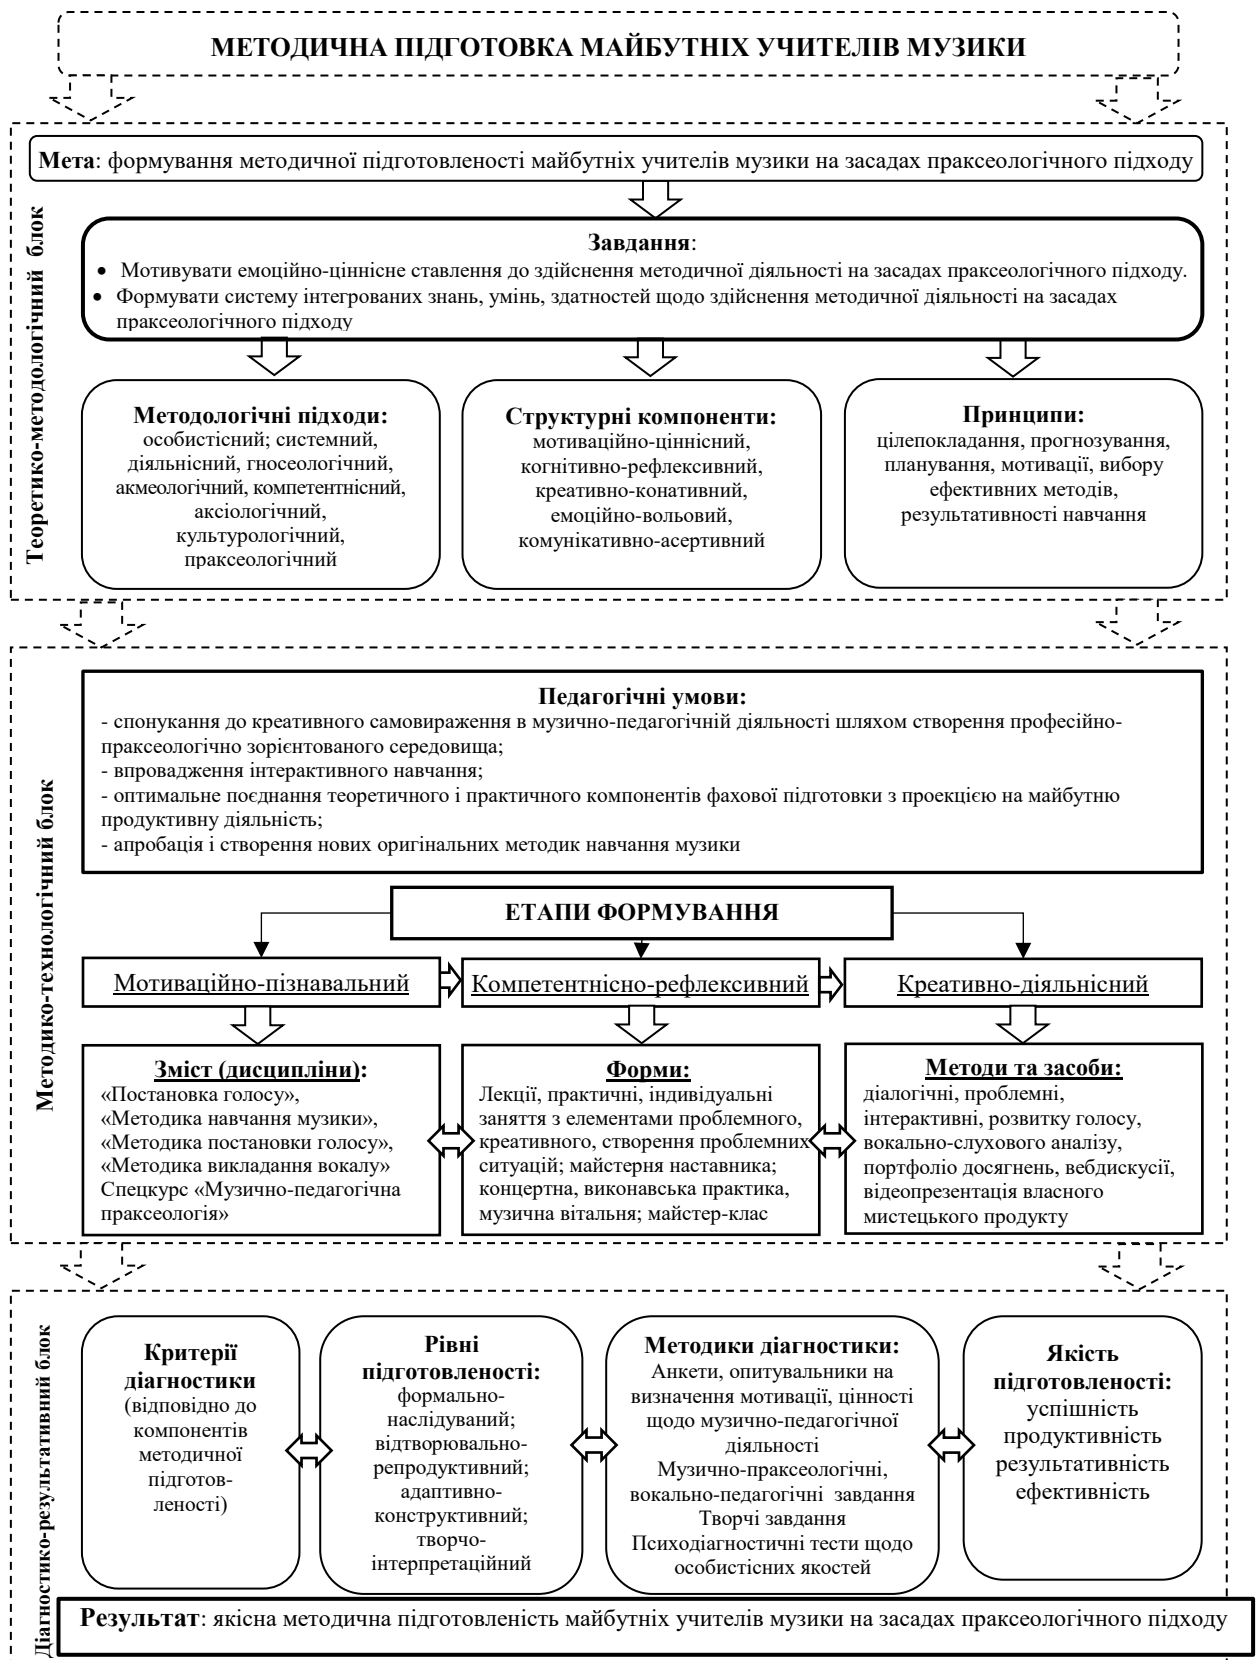 МЕТОДИЧНА ПІДГОТОВКА МАЙБУТНІХ УЧИТЕЛІВ МУЗИКИ
Теоретико-методологічний блок
Мета: формування методичної підготовленості майбутніх учителів музики на засадах праксеологічного підходу
Завдання:
• Мотивувати емоційно-ціннісне ставлення до здійснення методичної діяльності на засадах праксеологічного підходу.
• Формувати систему інтегрованих знань, умінь, здатностей щодо здійснення методичної діяльності на засадах
праксеологічного підходу
Методологічні підходи:
особистісний; системний,
діяльнісний, гносеологічний,
акмеологічний, компетентнісний,
аксіологічний,
культурологічний,
праксеологічний
Структурні компоненти:
мотиваційно-ціннісний,
когнітивно-рефлексивний,
креативно-конативний,
емоційно-вольовий,
комунікативно-асертивний
Принципи:
цілепокладання, прогнозування,
планування, мотивації, вибору
ефективних методів,
результативності навчання
Методико-технологічний блок
Педагогічні умови:
- спонукання до креативного самовираження в музично-педагогічній діяльності шляхом створення професійно-
праксеологічно зорієнтованого середовища;
- впровадження інтерактивного навчання;
- оптимальне поєднання теоретичного і практичного компонентів фахової підготовки з проекцією на майбутню
продуктивну діяльність;
- апробація і створення нових оригінальних методик навчання музики
ЕТАПИ ФОРМУВАННЯ
Мотиваційно-пізнавальний
Компетентнісно-рефлексивний
Креативно-діяльнісний
Зміст (дисципліни):
«Постановка голосу»,
«Методика навчання музики»,
«Методика постановки голосу»,
«Методика викладання вокалу»
Спецкурс «Музично-педагогічна
праксеологія»
Форми:
Лекції, практичні, індивідуальні
заняття з елементами проблемного,
креативного, створення проблемних
ситуацій; майстерня наставника;
концертна, виконавська практика,
музична вітальня; майстер-клас
Методи та засоби:
діалогічні, проблемні,
інтерактивні, розвитку голосу,
вокально-слухового аналізу,
портфоліо досягнень, вебдискусії,
відеопрезентація власного
мистецького продукту
Діагностико-результативний блок
Критерії
діагностики
(відповідно до
компонентів
методичної
підготов-
леності)
Рівні
підготовленості:
формально-
наслідуваний;
відтворювально-
репродуктивний;
адаптивно-
конструктивний;
творчо-
інтерпретаційний
Методики діагностики:
Анкети, опитувальники на
визначення мотивації, цінності
щодо музично-педагогічної
діяльності
Музично-праксеологічні,
вокально-педагогічні завдання
Творчі завдання
Психодіагностичні тести щодо
особистісних якостей
Якість
підготовленості:
успішність
продуктивність
результативність
ефективність
Результат: якісна методична підготовленість майбутніх учителів музики на засадах праксеологічного підходу